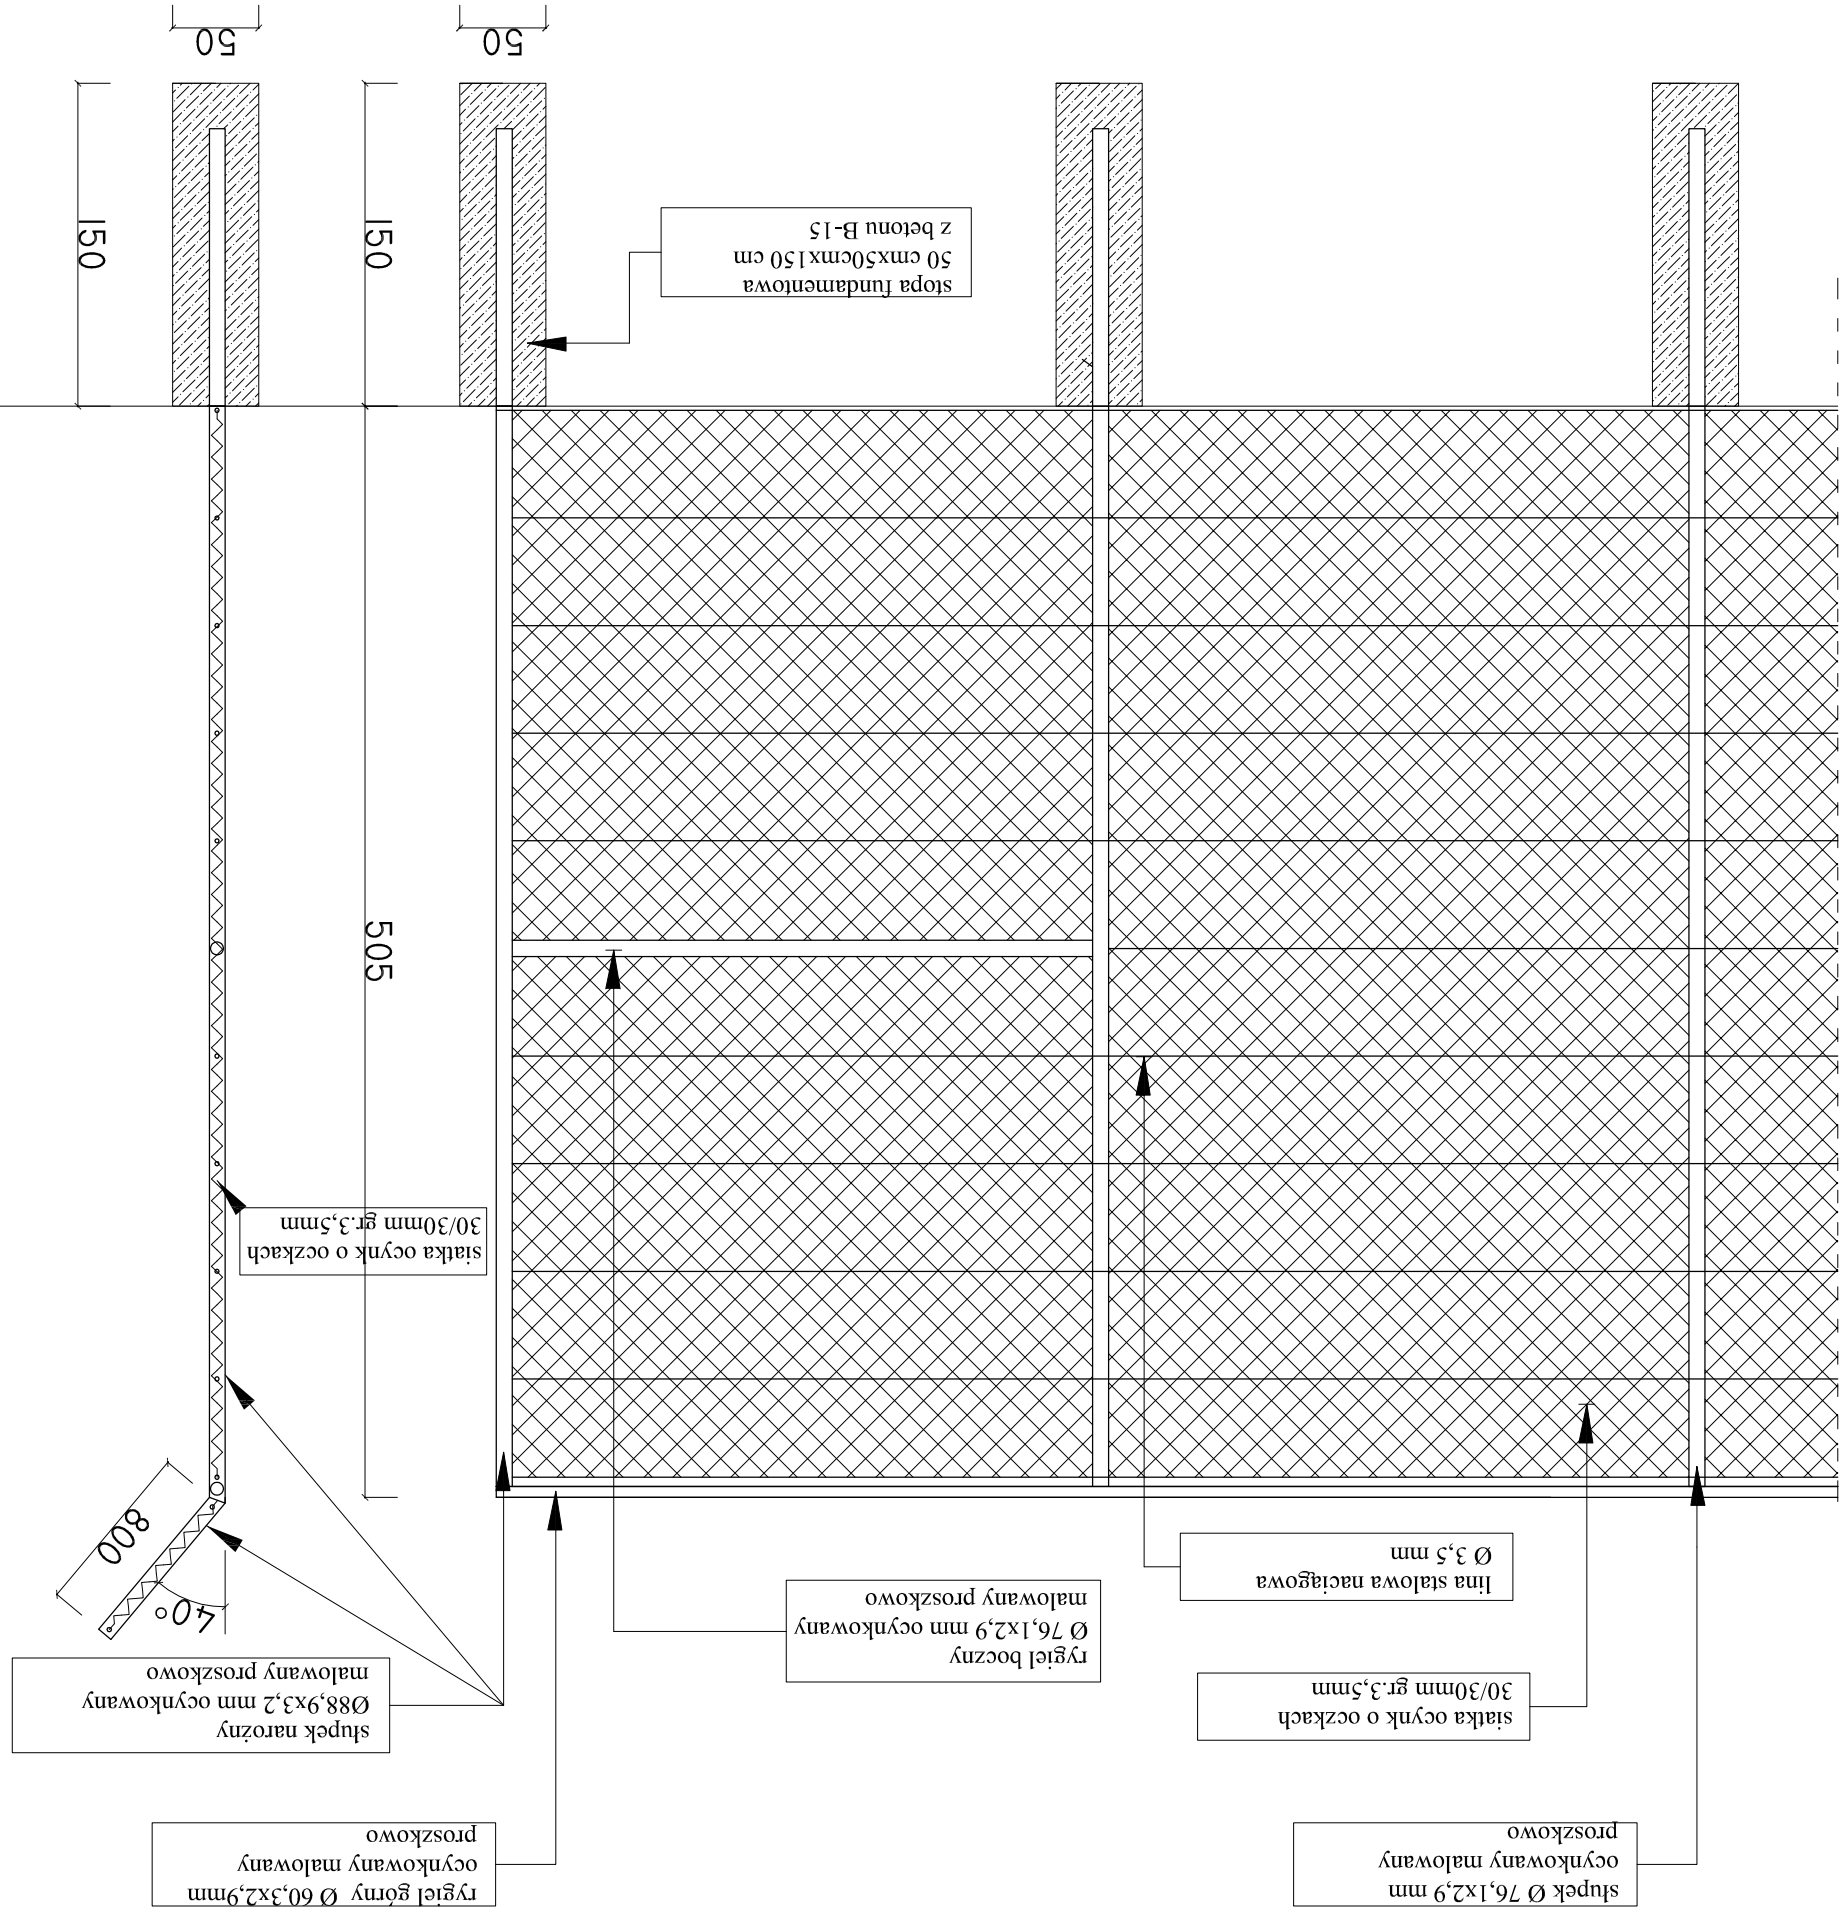 słupek Ø 76,1x2,9 mm
ocynkowany malowany
proszkowo
rygiel górny Ø 60,3x2,9mm
ocynkowany malowany
proszkowo
siatka ocynk o oczkach
30/30mm gr.3,5mm
rygiel boczny
Ø 76,1x2,9 mm ocynkowany
malowany proszkowo
słupek narożny
Ø88,9x3,2 mm ocynkowany
malowany proszkowo
lina stalowa naciągowa
Ø 3,5 mm
40°
800
siatka ocynk o oczkach
30/30mm gr.3,5mm
505
stopa fundamentowa
50 cmx50cmx150 cm
z betonu B-15
150
150
50
50